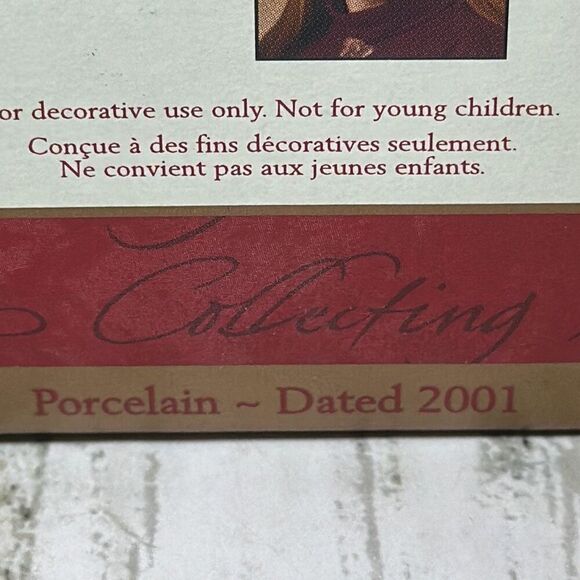 or decorative use only. Not for young children.
Conçue à des fins décoratives seulement.
Ne convient pas aux jeunes enfants.
Collecting
Porcelain ~ Dated 2001